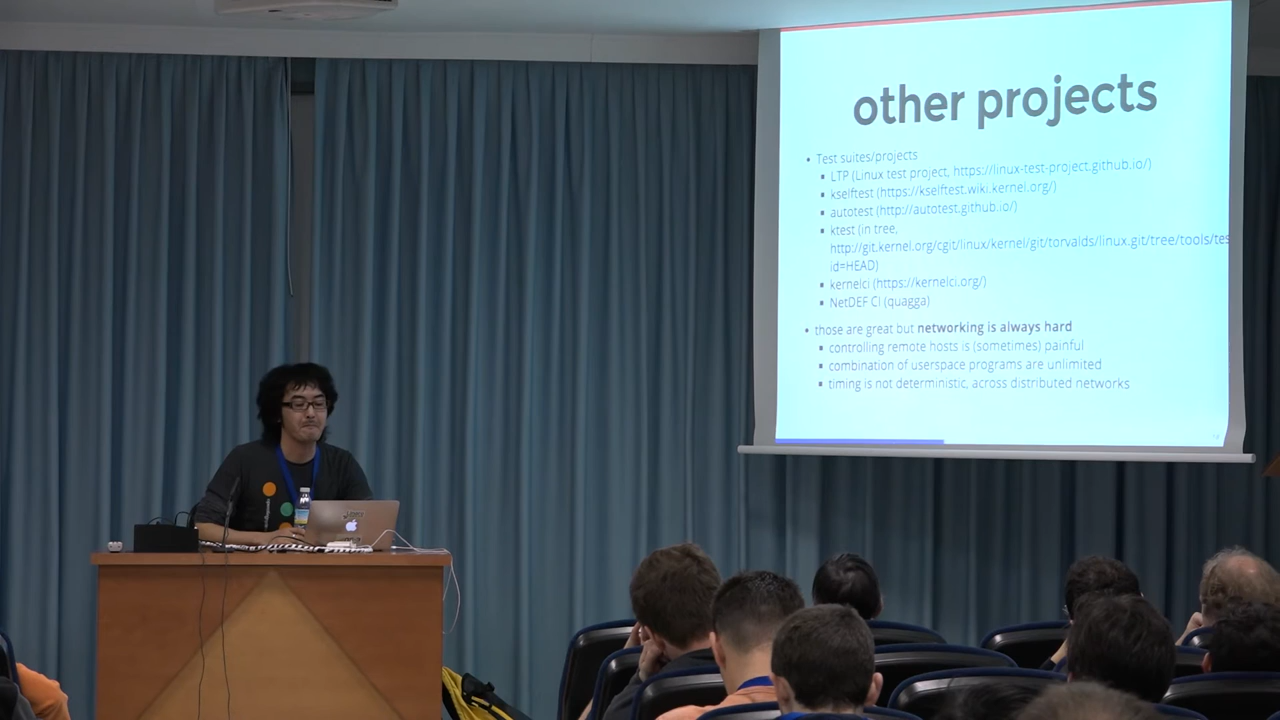 other projects
• Test suites/projects
▪ LTP (Linux test project, https://linux-test-project.github.io/)
▪ kselftest (https://kselftest.wiki.kernel.org/)
▪ autotest (http://autotest.github.io/)
▪ ktest (in tree,
http://git.kernel.org/cgit/linux/kernel/git/torvalds/linux.git/tree/tools/tes
id=HEAD)
▪ kernelci (https://kernelci.org/)
▪ NetDEF CI (quagga)
• those are great but networking is always hard
▪ controlling remote hosts is (sometimes) painful
▪ combination of userspace programs are unlimited
▪ timing is not deterministic, across distributed networks